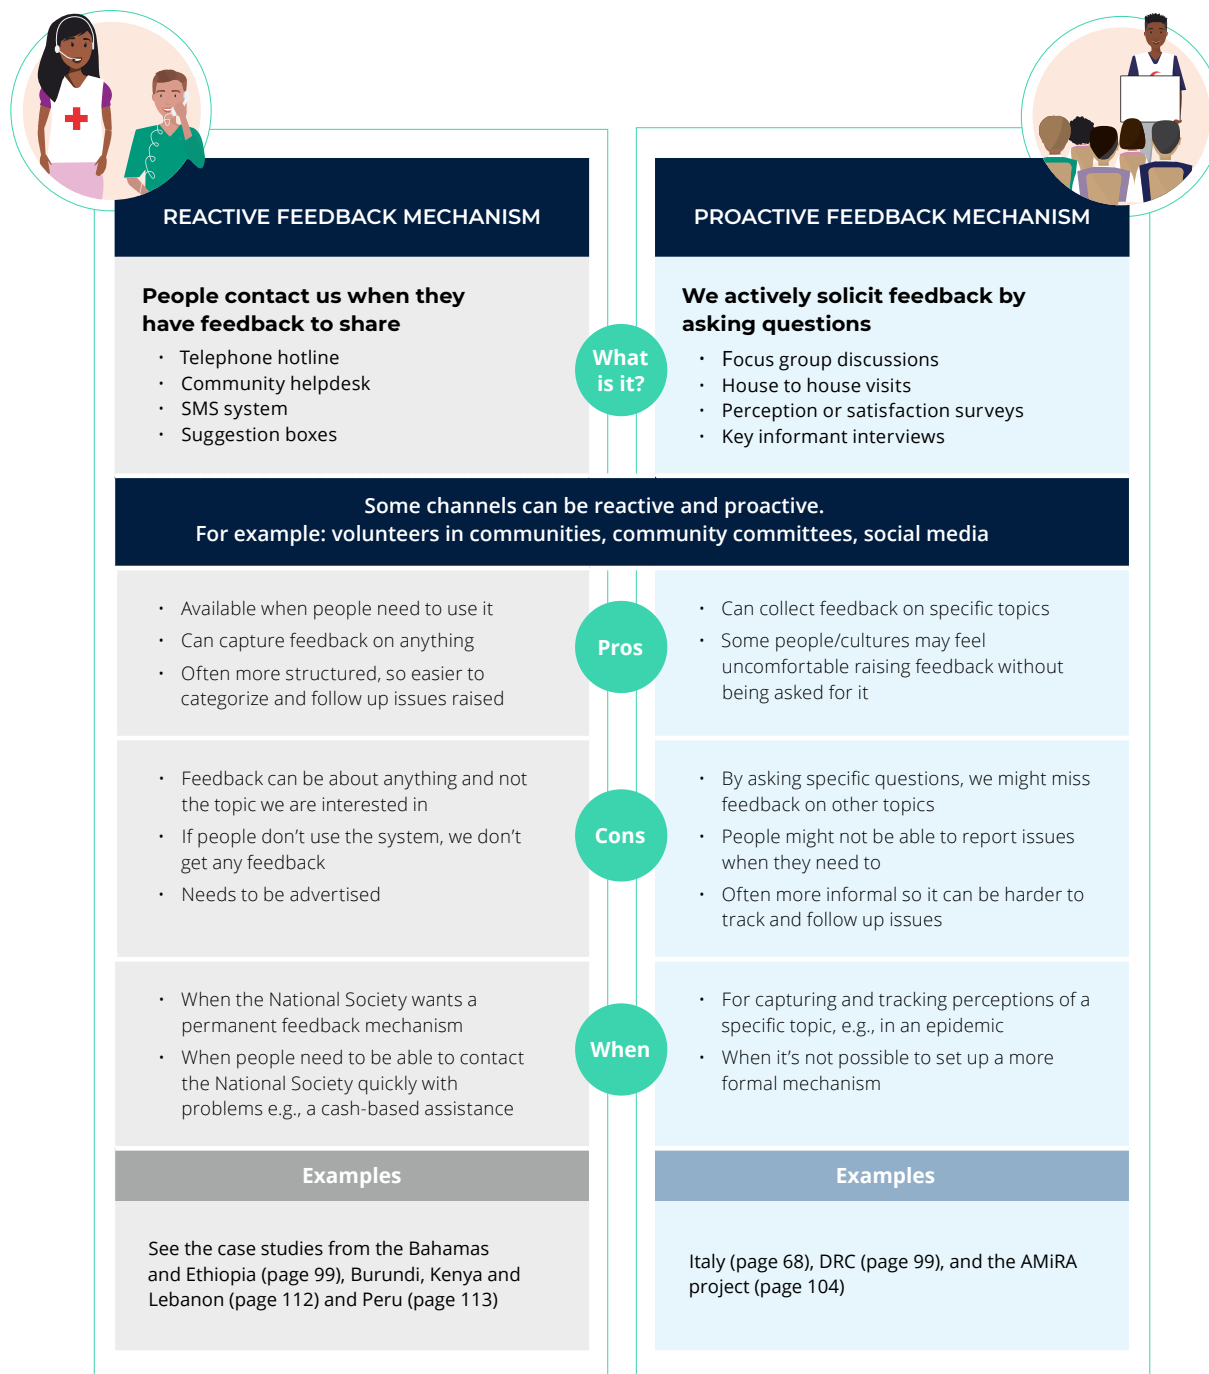 REACTIVE FEEDBACK MECHANISM
People contact us when they
have feedback to share
· Telephone hotline
· Community helpdesk
· SMS system
· Suggestion boxes
What
is it?
PROACTIVE FEEDBACK MECHANISM
We actively solicit feedback by
asking questions
· Focus group discussions
· House to house visits
· Perception or satisfaction surveys
· Key informant interviews
Some channels can be reactive and proactive.
For example: volunteers in communities, community committees, social media
· Available when people need to use it
· Can capture feedback on anything
· Often more structured, so easier to
categorize and follow up issues raised
Pros
· Can collect feedback on specific topics
· Some people/cultures may feel
uncomfortable raising feedback without
being asked for it
· Feedback can be about anything and not
the topic we are interested in
· If people don’t use the system, we don’t
get any feedback
· Needs to be advertised
Cons
· By asking specific questions, we might miss
feedback on other topics
· People might not be able to report issues
when they need to
· Often more informal so it can be harder to
track and follow up issues
· When the National Society wants a
permanent feedback mechanism
· When people need to be able to contact
the National Society quickly with
problems e.g., a cash-based assistance
When
· For capturing and tracking perceptions of a
specific topic, e.g., in an epidemic
· When it’s not possible to set up a more
formal mechanism
Examples
See the case studies from the Bahamas
and Ethiopia (page 99), Burundi, Kenya and
Lebanon (page 112) and Peru (page 113)
Examples
Italy (page 68), DRC (page 99), and the AMiRA
project (page 104)